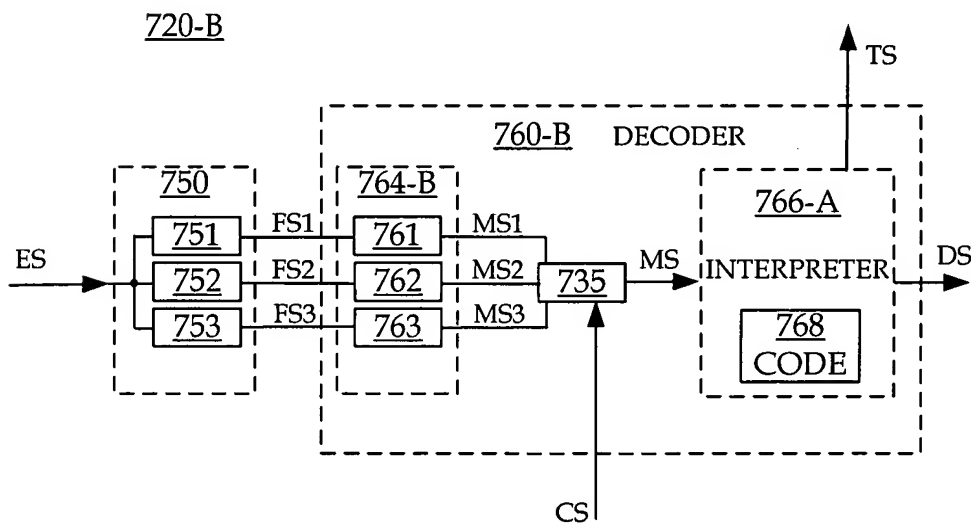 720-B
TS
760-B DECODER
750
764-B
766-A
751 FS1 761 MS1
ES
752 FS2 762 MS2 735 MS INTERPRETER DS
753 FS3 763 MS3
768
CODE
CS